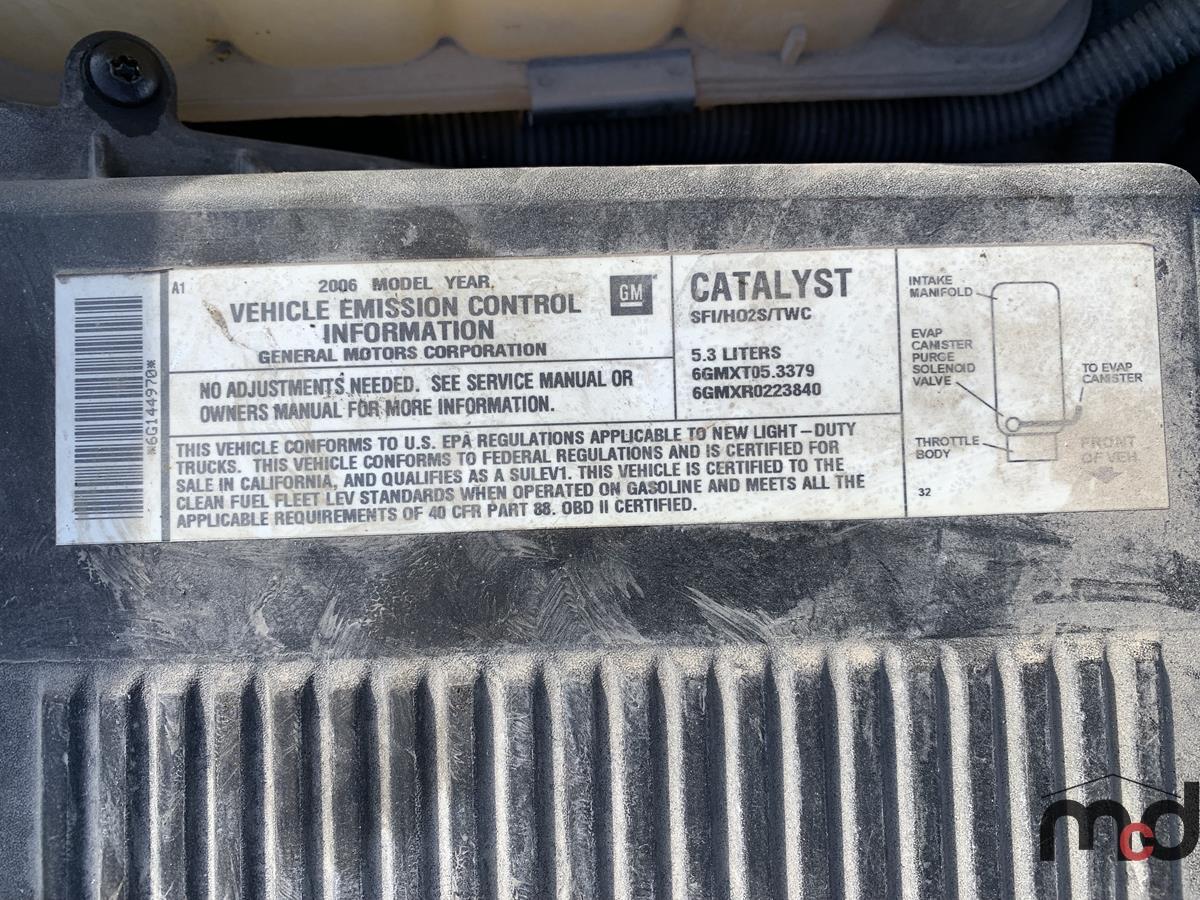 *6G144970*
A1
2006 MODEL YEAR
VEHICLE EMISSION CONTROL
INFORMATION
GENERAL MOTORS CORPORATION
GM
NO ADJUSTMENTS NEEDED. SEE SERVICE MANUAL OR
OWNERS MANUAL FOR MORE INFORMATION.
CATALYST
SFI/HO2S/TWC
5.3 LITERS
6GMXT05.3379
6GMXR0223840
THIS VEHICLE CONFORMS TO U.S. EPA REGULATIONS APPLICABLE TO NEW LIGHT-DUTY
TRUCKS. THIS VEHICLE CONFORMS TO FEDERAL REGULATIONS AND IS CERTIFIED FOR
SALE IN CALIFORNIA, AND QUALIFIES AS A SULEV1. THIS VEHICLE IS CERTIFIED TO THE
CLEAN FUEL FLEET LEV STANDARDS WHEN OPERATED ON GASOLINE AND MEETS ALL THE
APPLICABLE REQUIREMENTS OF 40 CFR PART 88. OBD II CERTIFIED.
INTAKE
MANIFOLD
EVAP
CANISTER
PURGE
SOLENOID
VALVE
TO EVAP
CANISTER
THROTTLE
BODY
FRONT
OF VEH.
32
mcd